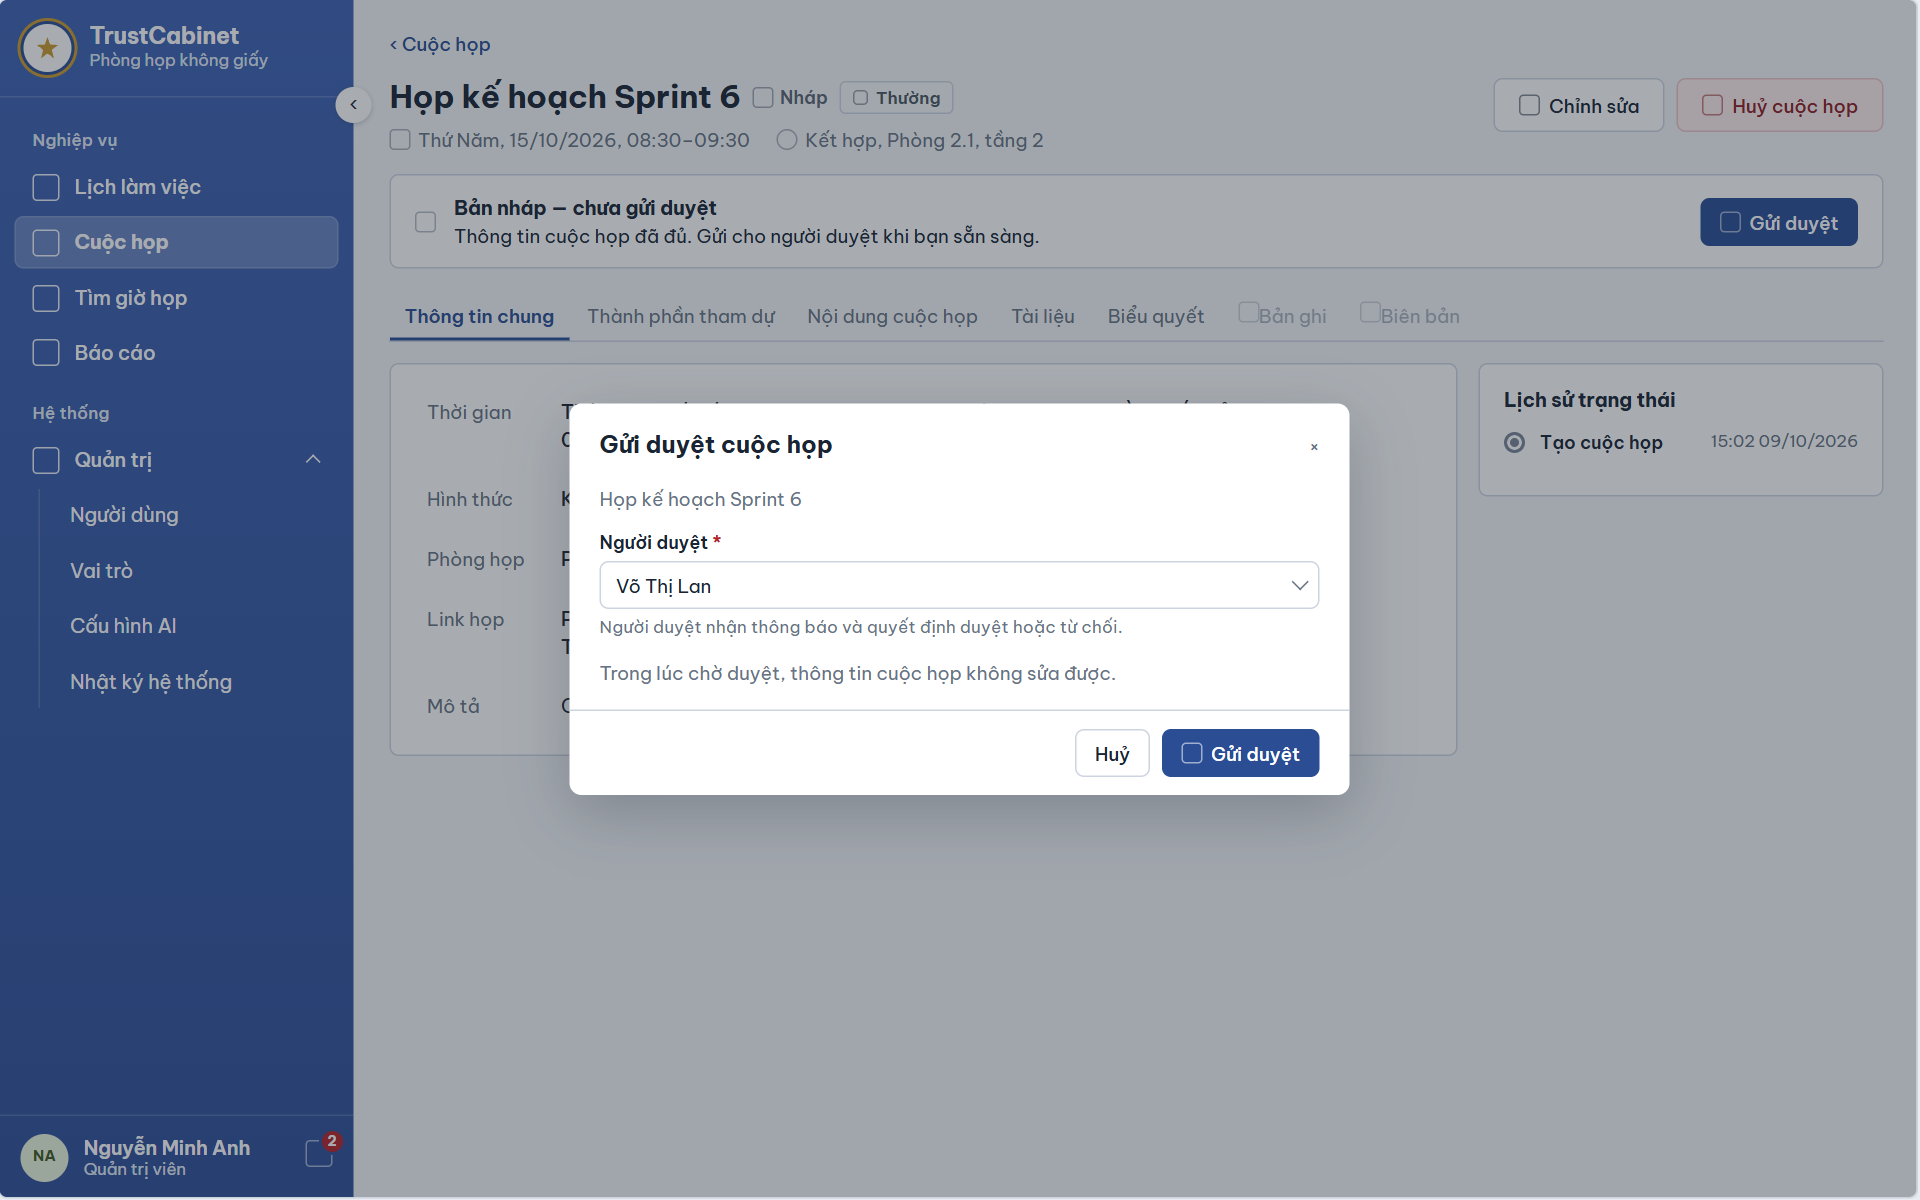 TrustCabinet
Phòng họp không giấy
Nghiệp vụ
Lịch làm việc
Cuộc họp
Tìm giờ họp
Báo cáo
Hệ thống
Quản trị
Người dùng
Vai trò
Cấu hình AI
Nhật ký hệ thống
NA
Nguyễn Minh Anh
Quản trị viên
2
‹ Cuộc họp
Họp kế hoạch Sprint 6
Nháp
Thường
Thứ Năm, 15/10/2026, 08:30–09:30
Kết hợp, Phòng 2.1, tầng 2
Chỉnh sửa
Huỷ cuộc họp
Bản nháp — chưa gửi duyệt
Thông tin cuộc họp đã đủ. Gửi cho người duyệt khi bạn sẵn sàng.
Gửi duyệt
Thông tin chung
Thành phần tham dự
Nội dung cuộc họp
Tài liệu
Biểu quyết
Bản ghi
Biên bản
Thời gian
Hình thức
Phòng họp
Link họp
Mô tả
Lịch sử trạng thái
Tạo cuộc họp
15:02 09/10/2026
Gửi duyệt cuộc họp
×
Họp kế hoạch Sprint 6
Người duyệt *
Võ Thị Lan
Người duyệt nhận thông báo và quyết định duyệt hoặc từ chối.
Trong lúc chờ duyệt, thông tin cuộc họp không sửa được.
Huỷ
Gửi duyệt